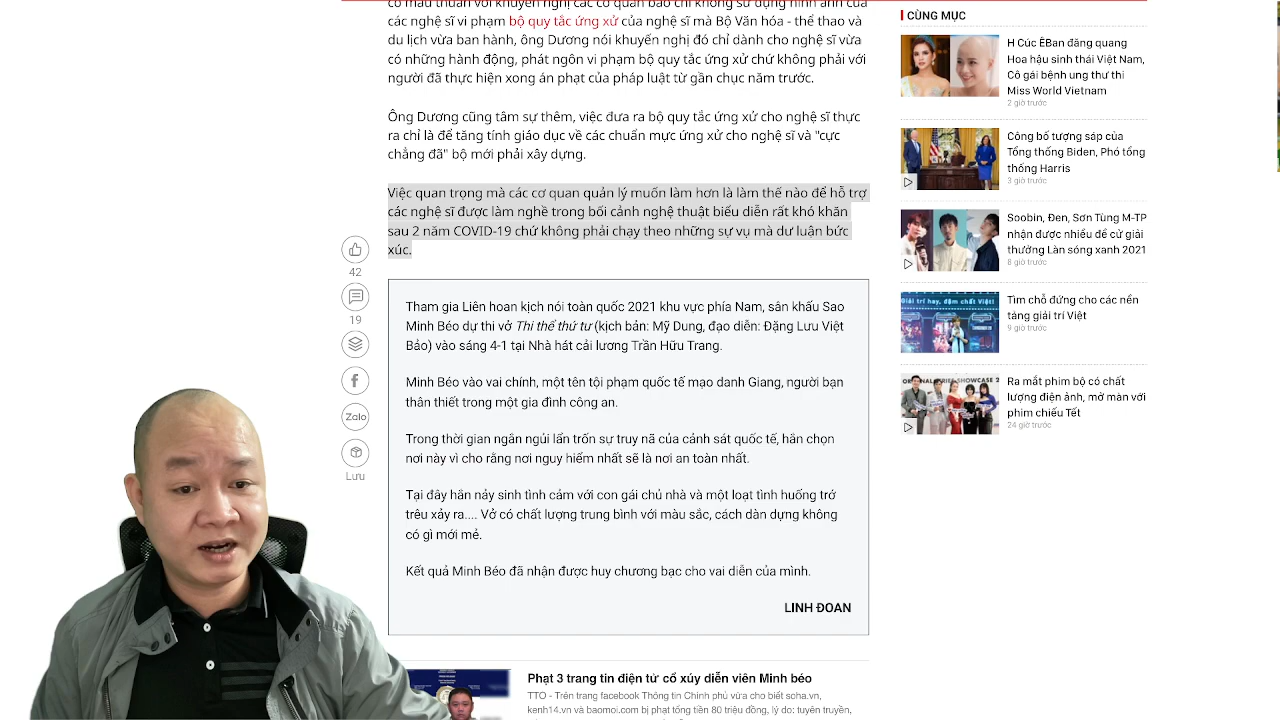 có mâu thuẫn với khuyến nghị các cơ quan báo chí không sử dụng hình ảnh của
các nghệ sĩ vi phạm bộ quy tắc ứng xử của nghệ sĩ mà Bộ Văn hóa - thể thao và
du lịch vừa ban hành, ông Dương nói khuyến nghị đó chỉ dành cho nghệ sĩ vừa
có những hành động, phát ngôn vi phạm bộ quy tắc ứng xử chứ không phải với
người đã thực hiện xong án phạt của pháp luật từ gần chục năm trước.
Ông Dương cũng tâm sự thêm, việc đưa ra bộ quy tắc ứng xử cho nghệ sĩ thực
ra chỉ là để tăng tính giáo dục về các chuẩn mực ứng xử cho nghệ sĩ và "cực
chẳng đã" bộ mới phải xây dựng.
Việc quan trọng mà các cơ quan quản lý muốn làm hơn là làm thế nào để hỗ trợ
các nghệ sĩ được làm nghề trong bối cảnh nghệ thuật biểu diễn rất khó khăn
sau 2 năm COVID-19 chứ không phải chạy theo những sự vụ mà dư luận bức
xúc.
42
19
Zalo
Lưu
Tham gia Liên hoan kịch nói toàn quốc 2021 khu vực phía Nam, sân khấu Sao
Minh Béo dự thi vở
(kịch bản: Mỹ Dung, đạo diễn: Đặng Lưu Việt
Bảo) vào sáng 4-1 tại Nhà hát cải lương Trần Hữu Trang.
Minh Béo vào vai chính, một tên tội phạm quốc tế giả danh Giang, người bạn
thân thiết trong một gia đình công an.
Trong thời gian ngắn ngủi lẩn trốn sự truy nã của cảnh sát quốc tế, hắn chọn
nơi này vì cho rằng nơi nguy hiểm nhất sẽ là nơi an toàn nhất.
Tại đây hắn nảy sinh tình cảm với con gái chủ nhà và một loạt tình huống trớ
trêu xảy ra.... Vở có chất lượng trung bình với màu sắc, cách dàn dựng không
có gì mới mẻ.
Kết quả Minh Béo đã nhận được huy chương bạc cho vai diễn của mình.
LINH ĐOAN
Phạt 3 trang tin điện tử cổ xúy diễn viên Minh béo
TTO - Trên trang facebook Thông tin Chính phủ vừa cho biết soha.vn,
kenh14.vn và baomoi.com bị phạt tổng tiền 80 triệu đồng, lý do: tuyên truyền,
CÙNG MỤC
H Cúc ÊBan đăng quang
Hoa hậu sinh thái Việt Nam,
Cô gái bệnh ung thư thi
Miss World Vietnam
2 giờ trước
Công bố tượng sáp của
Tổng thống Biden, Phó tổng
thống Harris
3 giờ trước
Soobin, Đen, Sơn Tùng M-TP
nhận được nhiều đề cử giải
thưởng Làn sóng xanh 2021
8 giờ trước
Giải trí hay, đậm chất Việt!
Tìm chỗ đứng cho các nền
tảng giải trí Việt
9 giờ trước
Ra mắt phim bộ có chất
lượng điện ảnh, mở màn với
phim chiếu Tết
24 giờ trước